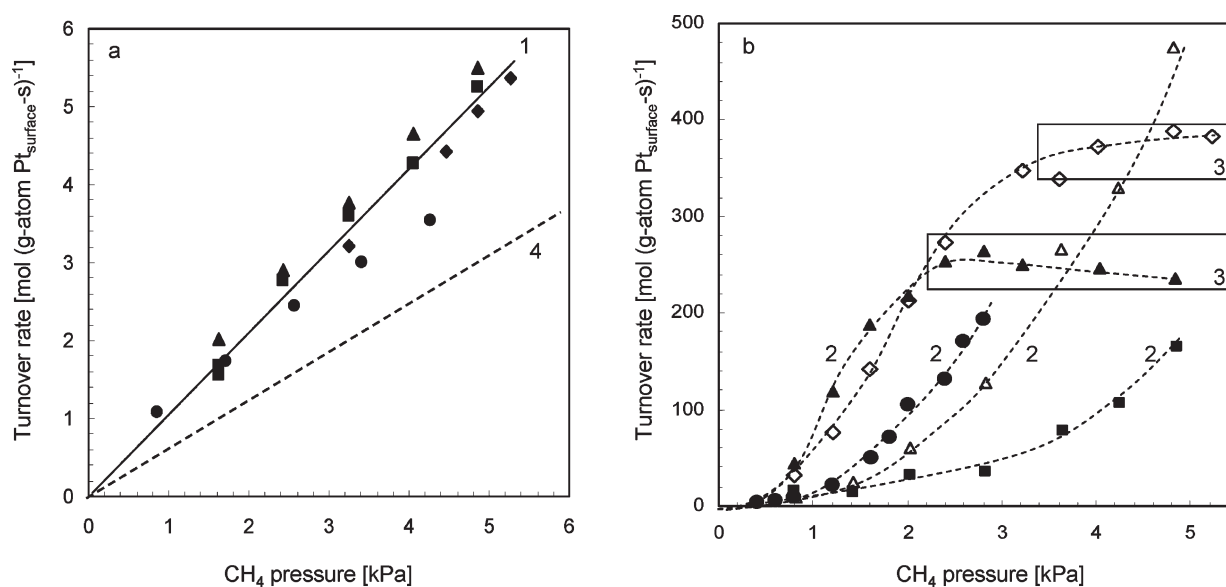 a
6
5
4
3
2
1
0
1
4
0 1 2 3 4 5 6
CH₄ pressure [kPa]
Turnover rate [mol (g-atom Pt_surface-s)⁻¹]
b
500
400
300
200
100
0
3
3
2 2 2 2
0 1 2 3 4 5
CH₄ pressure [kPa]
Turnover rate [mol (g-atom Pt_surface-s)⁻¹]